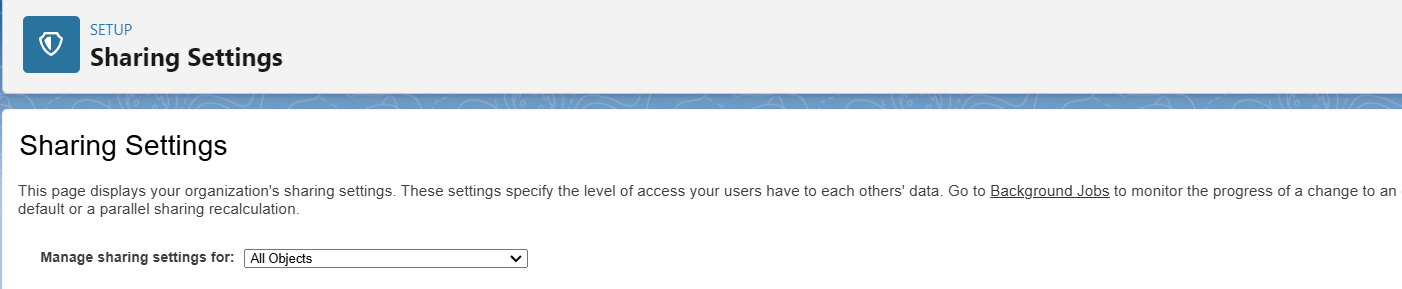 SETUP
Sharing Settings
Sharing Settings
This page displays your organization's sharing settings. These settings specify the level of access your users have to each others' data. Go to Background Jobs to monitor the progress of a change to an
default or a parallel sharing recalculation.
Manage sharing settings for: All Objects